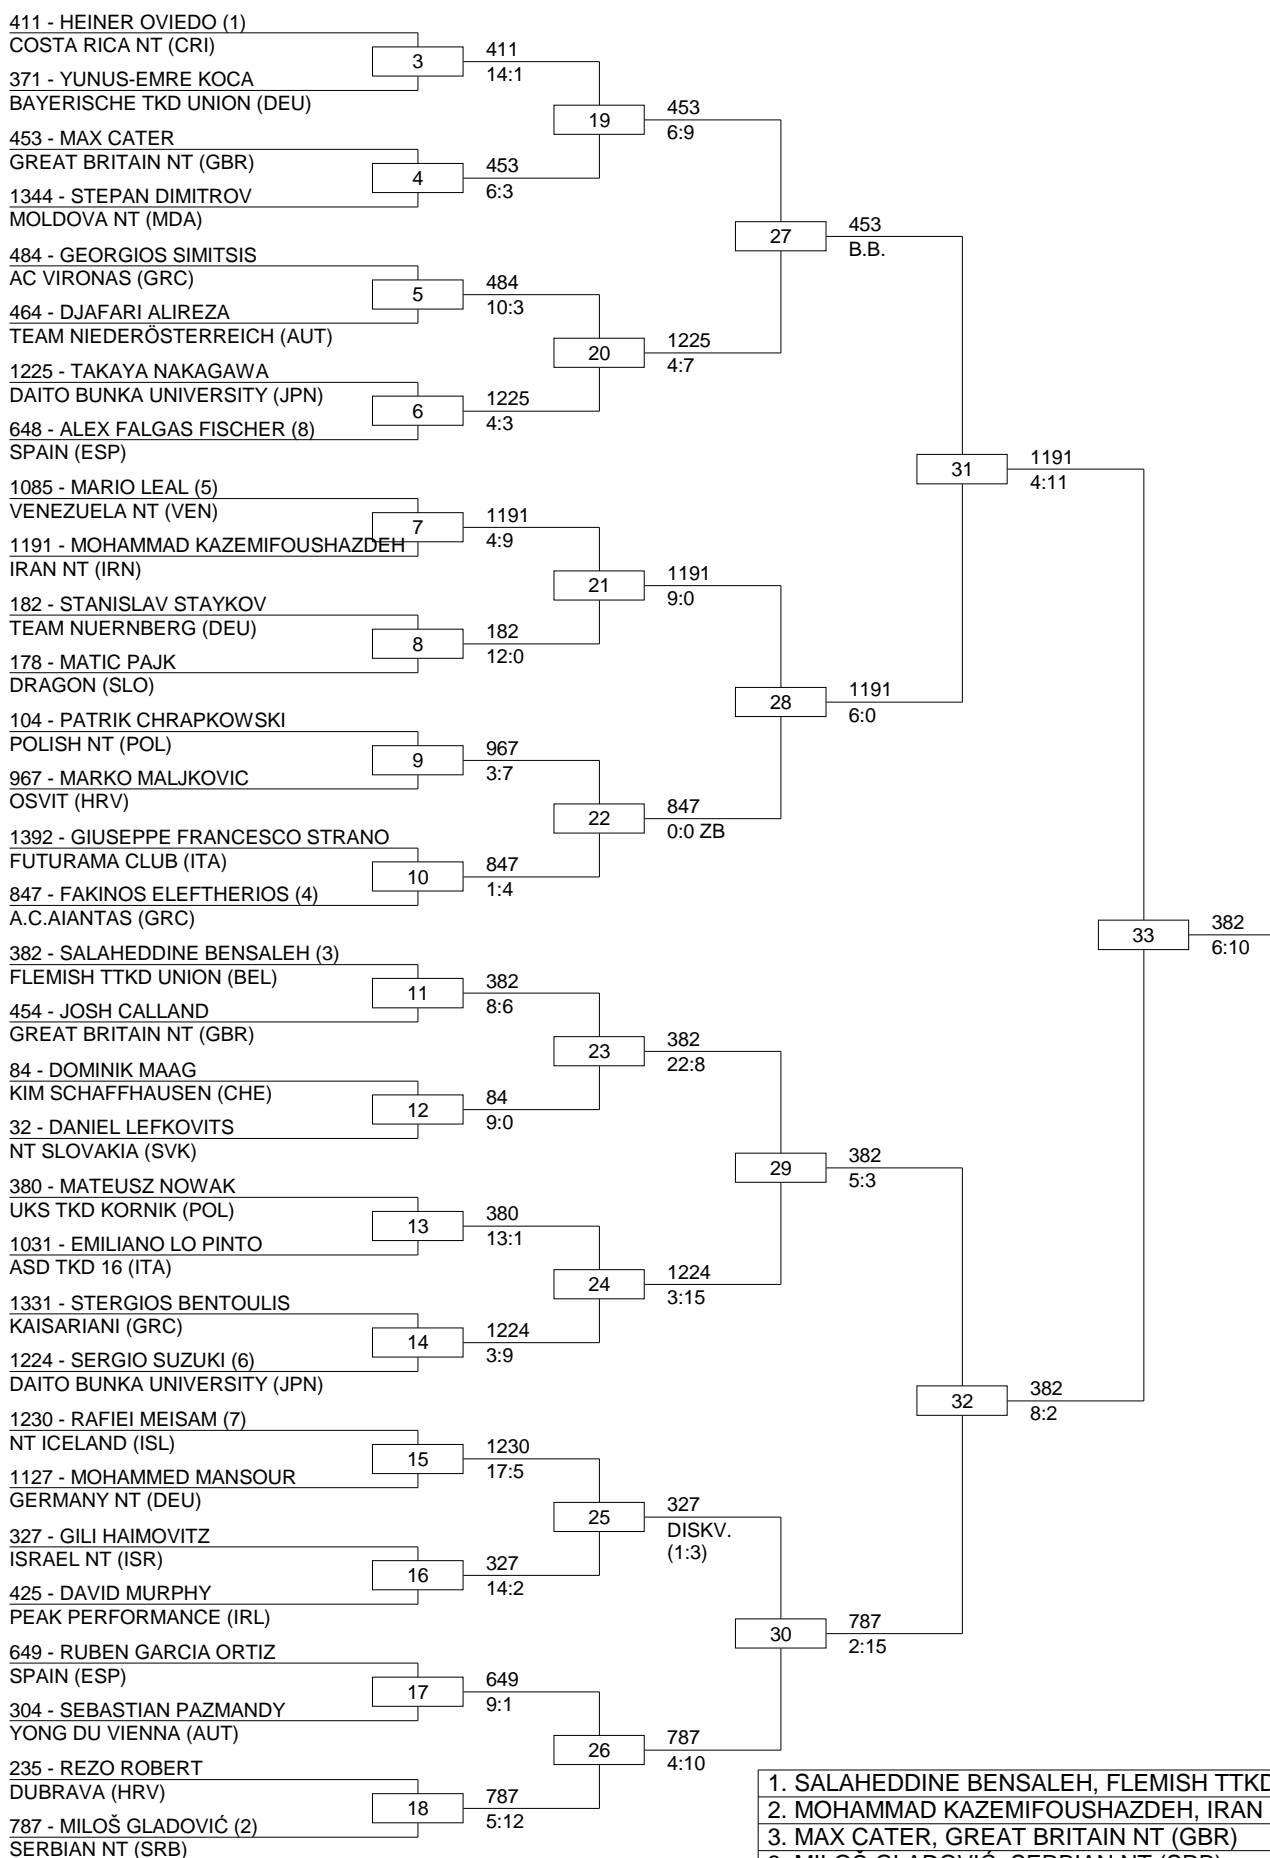 411 - HEINER OVIEDO (1)
COSTA RICA NT (CRI)
3
411
14:1
371 - YUNUS-EMRE KOCA
BAYERISCHE TKD UNION (DEU)
19
453
6:9
453 - MAX CATER
GREAT BRITAIN NT (GBR)
4
453
6:3
1344 - STEPAN DIMITROV
MOLDOVA NT (MDA)
27
453
B.B.
484 - GEORGIOS SIMITSIS
AC VIRONAS (GRC)
5
484
10:3
464 - DJAFARI ALIREZA
TEAM NIEDERÖSTERREICH (AUT)
20
1225
4:7
1225 - TAKAYA NAKAGAWA
DAITO BUNKA UNIVERSITY (JPN)
6
1225
4:3
648 - ALEX FALGAS FISCHER (8)
SPAIN (ESP)
31
1191
4:11
1085 - MARIO LEAL (5)
VENEZUELA NT (VEN)
7
1191
4:9
1191 - MOHAMMAD KAZEMIFOUSHAZDEH
IRAN NT (IRN)
21
1191
9:0
182 - STANISLAV STAYKOV
TEAM NUERNBERG (DEU)
8
182
12:0
178 - MATIC PAJK
DRAGON (SLO)
28
1191
6:0
104 - PATRIK CHRAPKOWSKI
POLISH NT (POL)
9
967
3:7
967 - MARKO MALJKOVIC
OSVIT (HRV)
22
847
0:0 ZB
1392 - GIUSEPPE FRANCESCO STRANO
FUTURAMA CLUB (ITA)
10
847
1:4
847 - FAKINOS ELEFTHERIOS (4)
A.C.AIANTAS (GRC)
33
382
6:10
382 - SALAHEDDINE BENSALEH (3)
FLEMISH TTKD UNION (BEL)
11
382
8:6
454 - JOSH CALLAND
GREAT BRITAIN NT (GBR)
23
382
22:8
84 - DOMINIK MAAG
KIM SCHAFFHAUSEN (CHE)
12
84
9:0
32 - DANIEL LEFKOVITS
NT SLOVAKIA (SVK)
29
382
5:3
380 - MATEUSZ NOWAK
UKS TKD KORNIK (POL)
13
380
13:1
1031 - EMILIANO LO PINTO
ASD TKD 16 (ITA)
24
1224
3:15
1331 - STERGIOS BENTOULIS
KAISARIANI (GRC)
14
1224
3:9
1224 - SERGIO SUZUKI (6)
DAITO BUNKA UNIVERSITY (JPN)
32
382
8:2
1230 - RAFIEI MEISAM (7)
NT ICELAND (ISL)
15
1230
17:5
1127 - MOHAMMED MANSOUR
GERMANY NT (DEU)
25
327
DISKV.
(1:3)
327 - GILI HAIMOVITZ
ISRAEL NT (ISR)
16
327
14:2
425 - DAVID MURPHY
PEAK PERFORMANCE (IRL)
30
787
2:15
649 - RUBEN GARCIA ORTIZ
SPAIN (ESP)
17
649
9:1
304 - SEBASTIAN PAZMANDY
YONG DU VIENNA (AUT)
26
787
4:10
235 - REZO ROBERT
DUBRAVA (HRV)
18
787
5:12
787 - MILOŠ GLADOVIĆ (2)
SERBIAN NT (SRB)
1. SALAHEDDINE BENSALEH, FLEMISH TTKD
2. MOHAMMAD KAZEMIFOUSHAZDEH, IRAN
3. MAX CATER, GREAT BRITAIN NT (GBR)
3. MILOŠ GLADOVIĆ, SERBIAN NT (SRB)